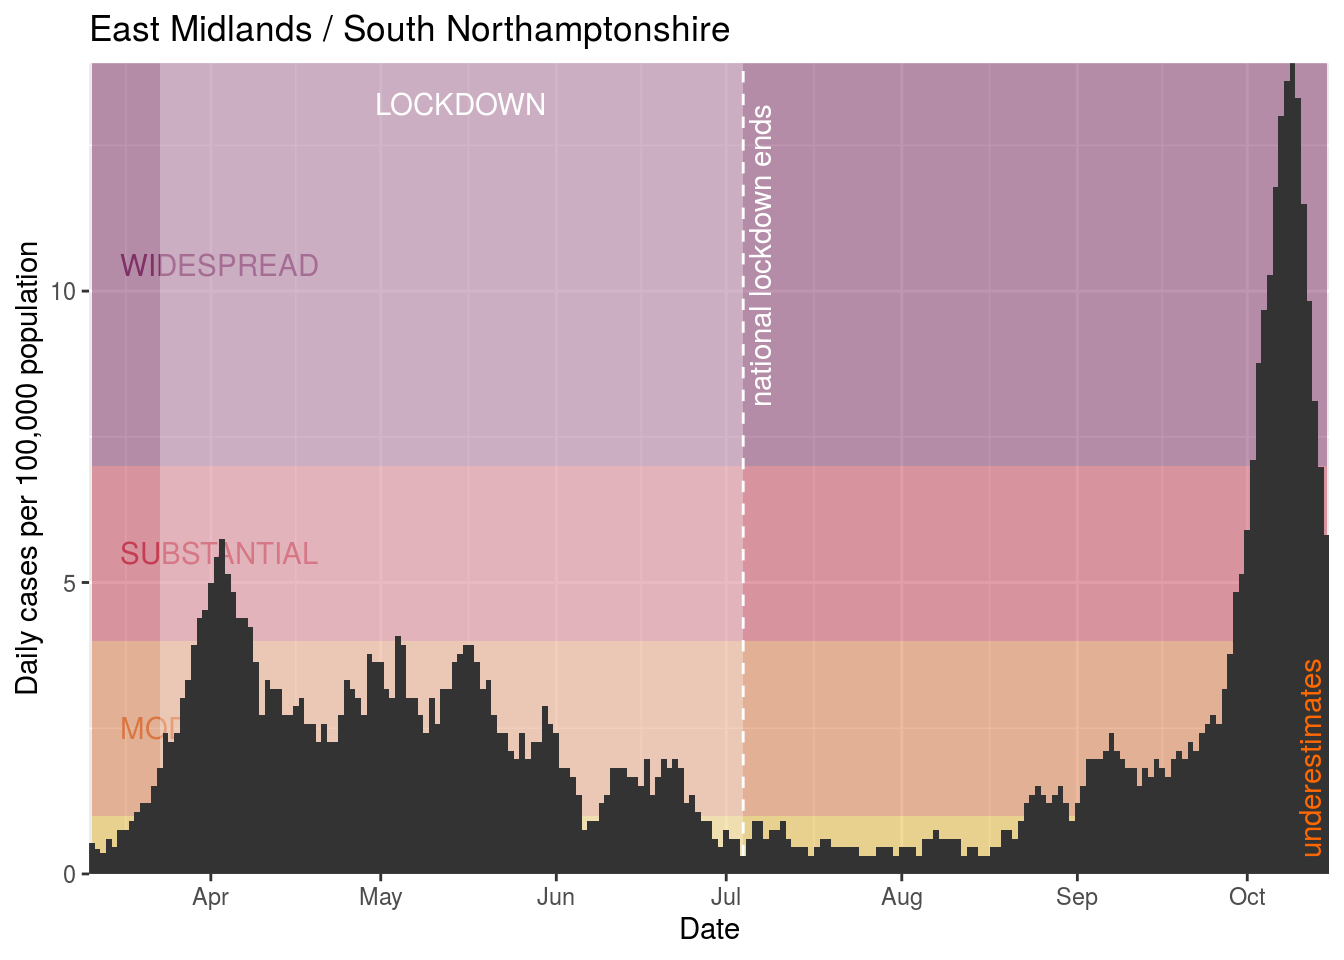 East Midlands / South Northamptonshire
LOCKDOWN
national lockdown ends
WIDESPREAD
SUBSTANTIAL
underestimates
Daily cases per 100,000 population
10
5
0
Apr
May
Jun
Jul
Aug
Sep
Oct
Date